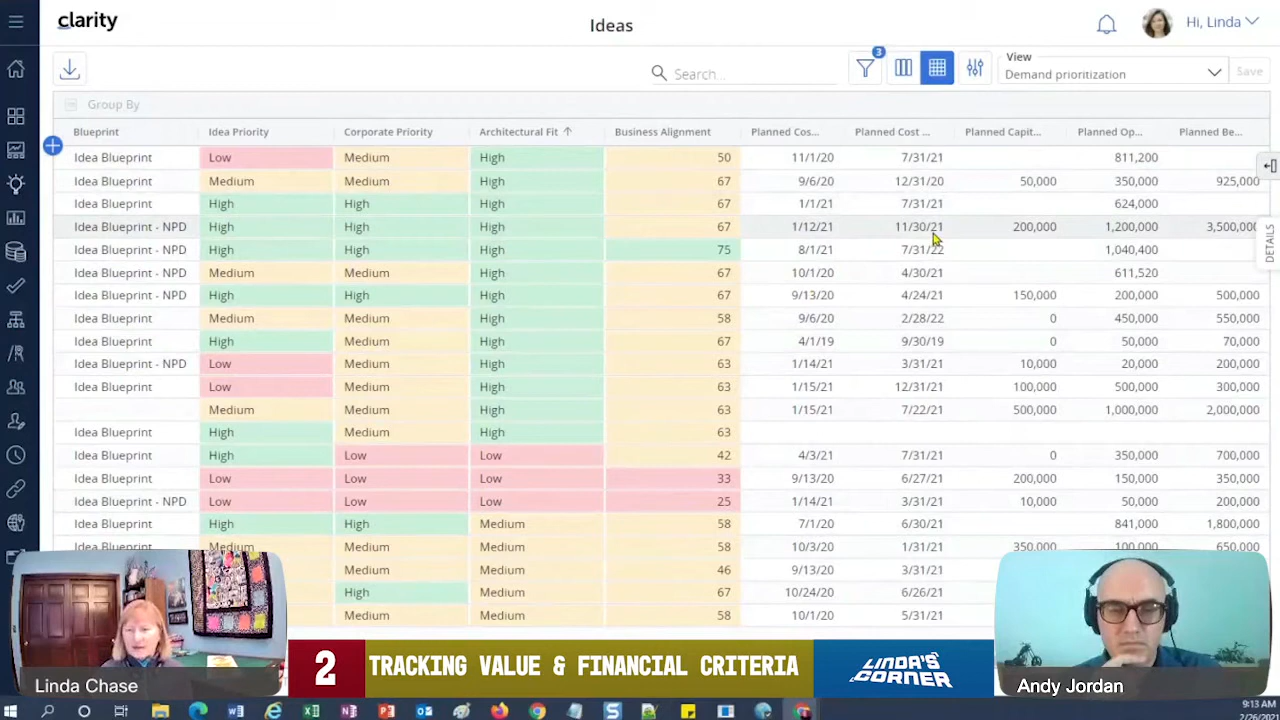 clarity
Ideas
Hi, Linda
Search...
3
View
Demand prioritization
Save
Group By
Blueprint Idea Priority Corporate Priority Architectural Fit Business Alignment Planned Cos... Planned Cost ... Planned Capit... Planned Op... Planned Be...
Idea Blueprint Low Medium High 50 11/1/20 7/31/21 811,200
Idea Blueprint Medium Medium High 67 9/6/20 12/31/20 50,000 350,000 925,000
Idea Blueprint High High High 67 1/1/21 7/31/21 624,000
Idea Blueprint - NPD High High High 67 1/12/21 11/30/21 200,000 1,200,000 3,500,000
Idea Blueprint - NPD High High High 75 8/1/21 7/31/22 1,040,400
Idea Blueprint - NPD Medium Medium High 67 10/1/20 4/30/21 611,520
Idea Blueprint - NPD High High High 67 9/13/20 4/24/21 150,000 200,000 500,000
Idea Blueprint Medium Medium High 58 9/6/20 2/28/22 0 450,000 550,000
Idea Blueprint High Medium High 67 4/1/19 9/30/19 0 50,000 70,000
Idea Blueprint - NPD Low Medium High 63 1/14/21 3/31/21 10,000 20,000 200,000
Idea Blueprint Low Medium High 63 1/15/21 12/31/21 100,000 500,000 300,000
Medium Medium High 63 1/15/21 7/22/21 500,000 1,000,000 2,000,000
Idea Blueprint High Medium High 63
Idea Blueprint High Low Low 42 4/3/21 7/31/21 0 350,000 700,000
Idea Blueprint Low Low Low 33 9/13/20 6/27/21 200,000 150,000 350,000
Idea Blueprint - NPD Low Low Low 25 1/14/21 3/31/21 10,000 50,000 200,000
Idea Blueprint High High Medium 58 7/1/20 6/30/21 841,000 1,800,000
Idea Blueprint Medium Medium Medium 58 10/3/20 1/31/21 350,000 100,000 650,000
Medium Medium 46 9/13/20 3/31/21
High Medium 67 10/24/20 6/26/21
Medium Medium 58 10/1/20 5/31/21
DETAILS
Linda Chase
2 TRACKING VALUE & FINANCIAL CRITERIA
LINDA'S CORNER
Andy Jordan
9:13 AM